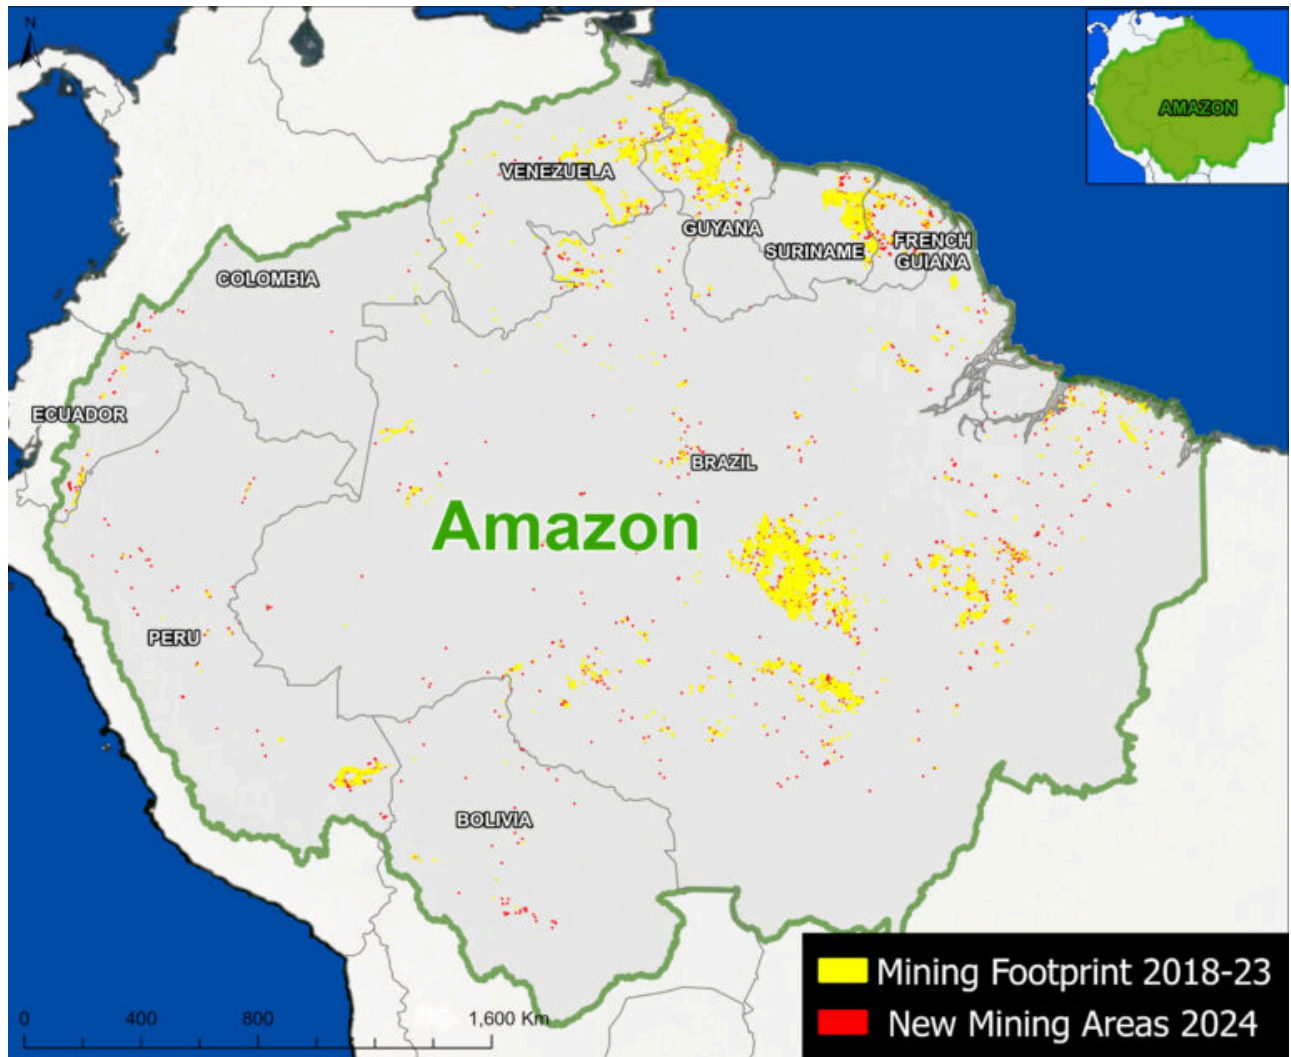 N
AMAZON
VENEZUELA
GUYANA
SURINAME
FRENCH
GUIANA
COLOMBIA
ECUADOR
BRAZIL
Amazon
PERU
BOLIVIA
Mining Footprint 2018-23
New Mining Areas 2024
0 400 800 1,600 Km